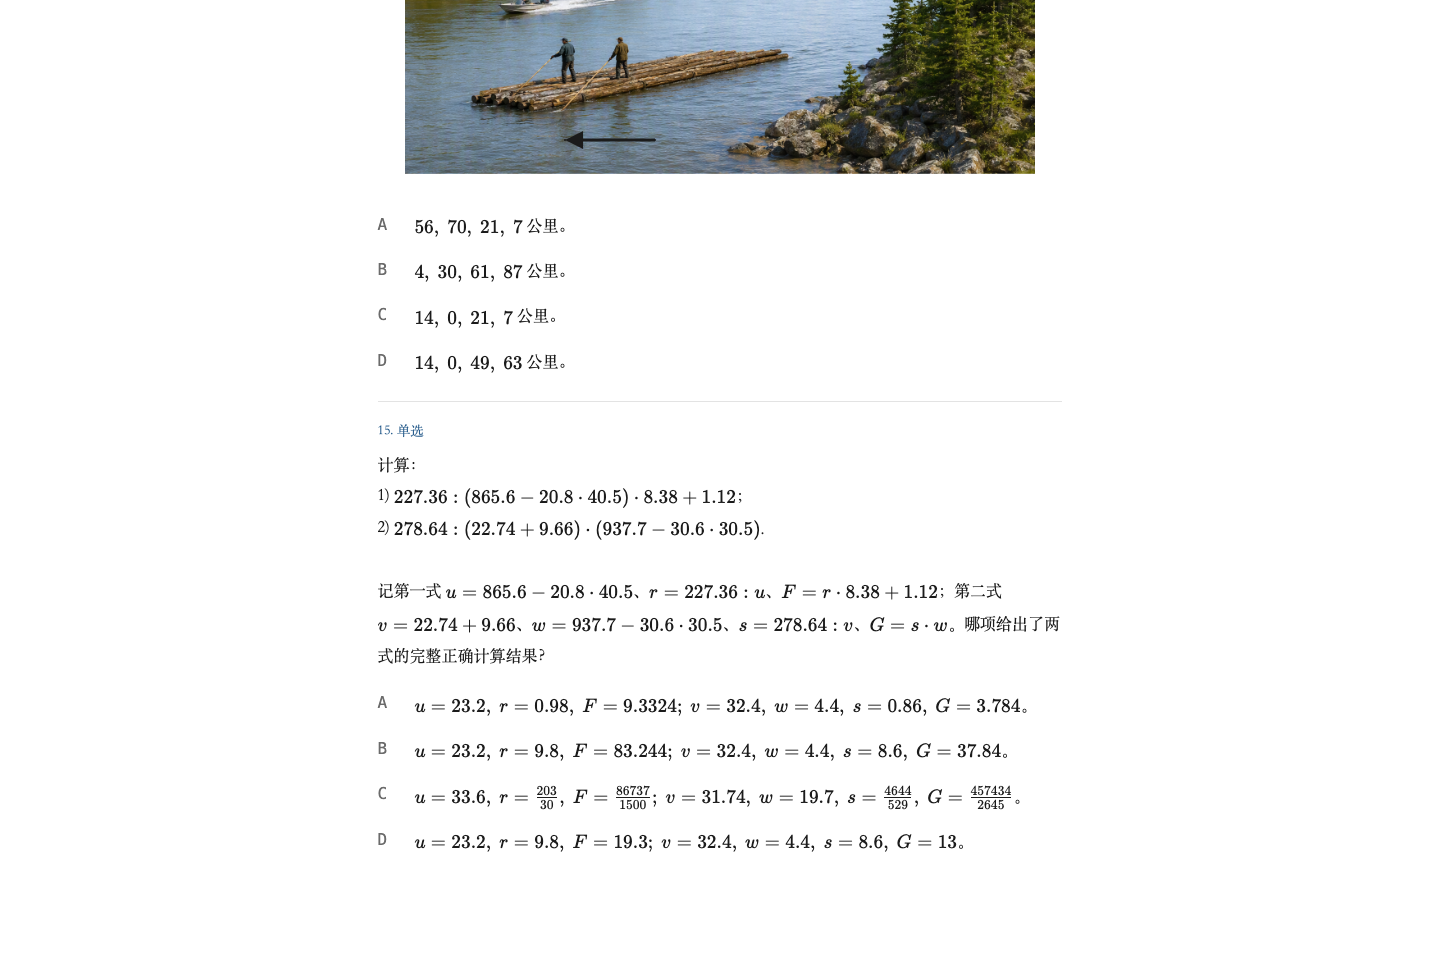 A 56, 70, 21, 7 公里。
B 4, 30, 61, 87 公里。
C 14, 0, 21, 7 公里。
D 14, 0, 49, 63 公里。
15. 单选
计算：
1) 227.36 : (865.6 − 20.8 · 40.5) · 8.38 + 1.12；
2) 278.64 : (22.74 + 9.66) · (937.7 − 30.6 · 30.5).
记第一式 u = 865.6 − 20.8 · 40.5、r = 227.36 : u、F = r · 8.38 + 1.12；第二式
v = 22.74 + 9.66、w = 937.7 − 30.6 · 30.5、s = 278.64 : v、G = s · w。哪项给出了两
式的完整正确计算结果？
A u = 23.2, r = 0.98, F = 9.3324; v = 32.4, w = 4.4, s = 0.86, G = 3.784。
B u = 23.2, r = 9.8, F = 83.244; v = 32.4, w = 4.4, s = 8.6, G = 37.84。
C u = 33.6, r = 203/30, F = 86737/1500; v = 31.74, w = 19.7, s = 4644/529, G = 457434/2645。
D u = 23.2, r = 9.8, F = 19.3; v = 32.4, w = 4.4, s = 8.6, G = 13。